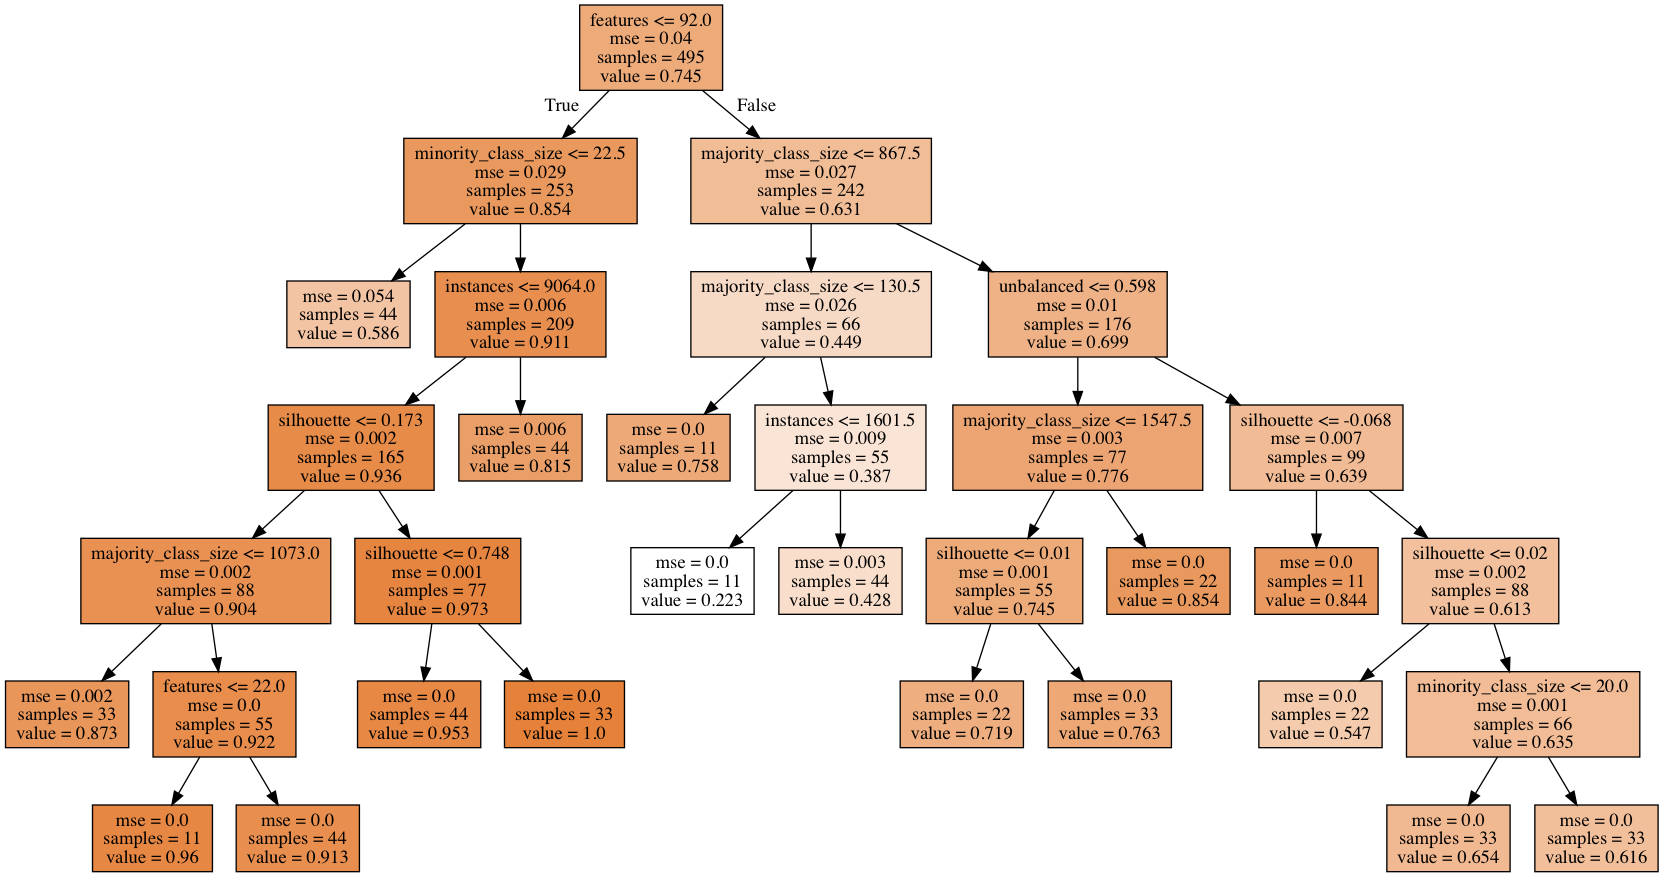 features <= 92.0
mse = 0.04
samples = 495
value = 0.745
True
False
minority_class_size <= 22.5
mse = 0.029
samples = 253
value = 0.854
majority_class_size <= 867.5
mse = 0.027
samples = 242
value = 0.631
mse = 0.054
samples = 44
value = 0.586
instances <= 9064.0
mse = 0.006
samples = 209
value = 0.911
majority_class_size <= 130.5
mse = 0.026
samples = 66
value = 0.449
unbalanced <= 0.598
mse = 0.01
samples = 176
value = 0.699
silhouette <= 0.173
mse = 0.002
samples = 165
value = 0.936
mse = 0.006
samples = 44
value = 0.815
mse = 0.0
samples = 11
value = 0.758
instances <= 1601.5
mse = 0.009
samples = 55
value = 0.387
majority_class_size <= 1547.5
mse = 0.003
samples = 77
value = 0.776
silhouette <= -0.068
mse = 0.007
samples = 99
value = 0.639
majority_class_size <= 1073.0
mse = 0.002
samples = 88
value = 0.904
silhouette <= 0.748
mse = 0.001
samples = 77
value = 0.973
mse = 0.0
samples = 11
value = 0.223
mse = 0.003
samples = 44
value = 0.428
silhouette <= 0.01
mse = 0.001
samples = 55
value = 0.745
mse = 0.0
samples = 22
value = 0.854
mse = 0.0
samples = 11
value = 0.844
silhouette <= 0.02
mse = 0.002
samples = 88
value = 0.613
mse = 0.002
samples = 33
value = 0.873
features <= 22.0
mse = 0.0
samples = 55
value = 0.922
mse = 0.0
samples = 44
value = 0.953
mse = 0.0
samples = 33
value = 1.0
mse = 0.0
samples = 22
value = 0.719
mse = 0.0
samples = 33
value = 0.763
mse = 0.0
samples = 22
value = 0.547
minority_class_size <= 20.0
mse = 0.001
samples = 66
value = 0.635
mse = 0.0
samples = 11
value = 0.96
mse = 0.0
samples = 44
value = 0.913
mse = 0.0
samples = 33
value = 0.654
mse = 0.0
samples = 33
value = 0.616